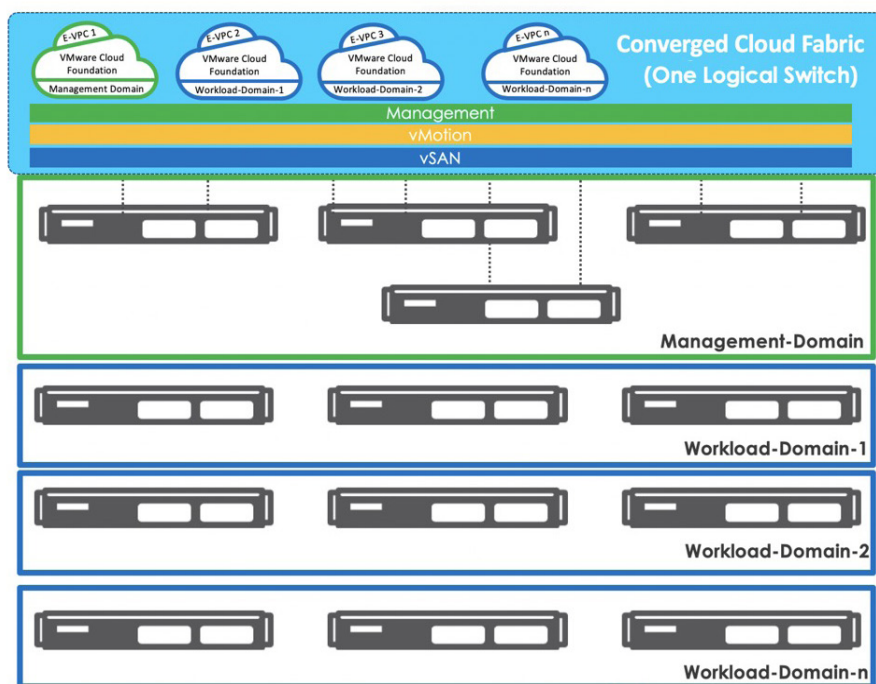 E-VPC 1
VMware Cloud
Foundation
Management Domain
E-VPC 2
VMware Cloud
Foundation
Workload-Domain-1
E-VPC 3
VMware Cloud
Foundation
Workload-Domain-2
E-VPC n
VMware Cloud
Foundation
Workload-Domain-n
Converged Cloud Fabric
(One Logical Switch)
Management
vMotion
vSAN
Management-Domain
Workload-Domain-1
Workload-Domain-2
Workload-Domain-n